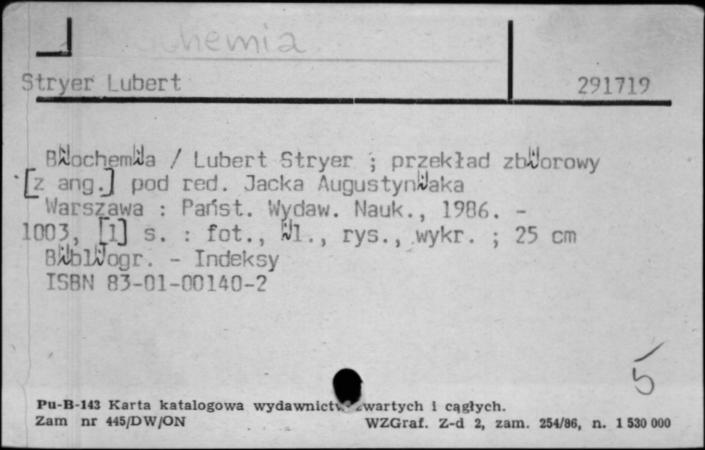 chemia
Stryer Lubert 291719
Biochemia / Lubert Stryer ; przekład zbiorowy
[z ang.] pod red. Jacka Augustyniaka
Warszawa : Państ. Wydaw. Nauk., 1986. -
1003, [1] s. : fot., il., rys., wykr. ; 25 cm
Bibliogr. - Indeksy
ISBN 83-01-00140-2
5
Pu-B-143 Karta katalogowa wydawnictw zwartych i cągłych.
Zam nr 445/DW/ON WZGraf. Z-d 2, zam. 254/86, n. 1 530 000